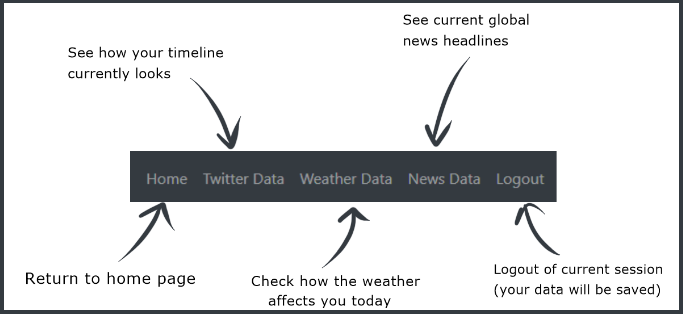 See current global
news headlines
See how your timeline
currently looks
Home Twitter Data Weather Data News Data Logout
Return to home page
Check how the weather
affects you today
Logout of current session
(your data will be saved)